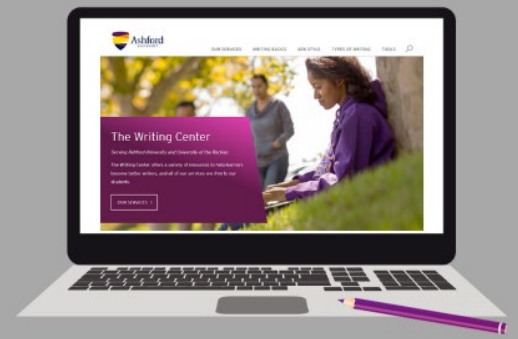 Ashford
UNIVERSITY
OUR SERVICES WRITING BASICS APA STYLE TYPES OF WRITING TOOLS
The Writing Center
Serving Ashford University and University of the Rockies
The Writing Center offers a variety of resources to help learners
become better writers, and all of our services are free to our
students.
OUR SERVICES >